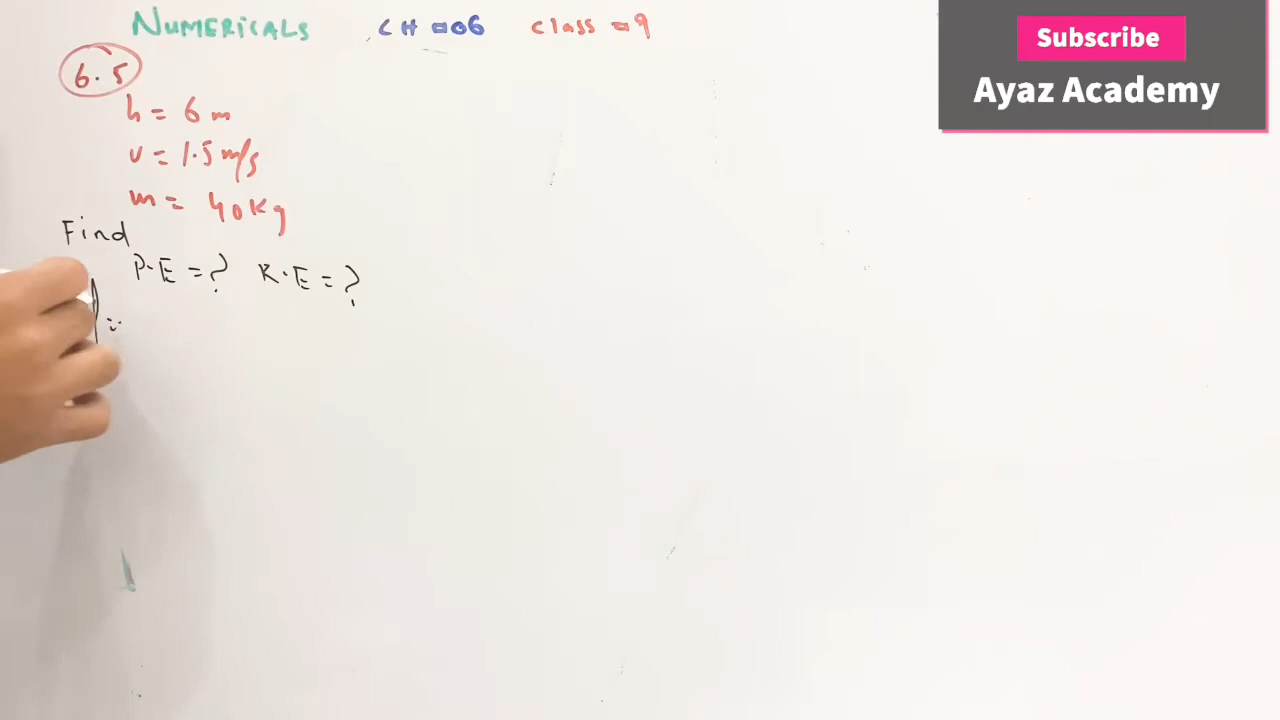 NUMERICALS CH = 06 class = 9
Subscribe
Ayaz Academy
6.5
h = 6 m
v = 1.5 m/s
m = 40 Kg
Find
P.E = ? K.E = ?